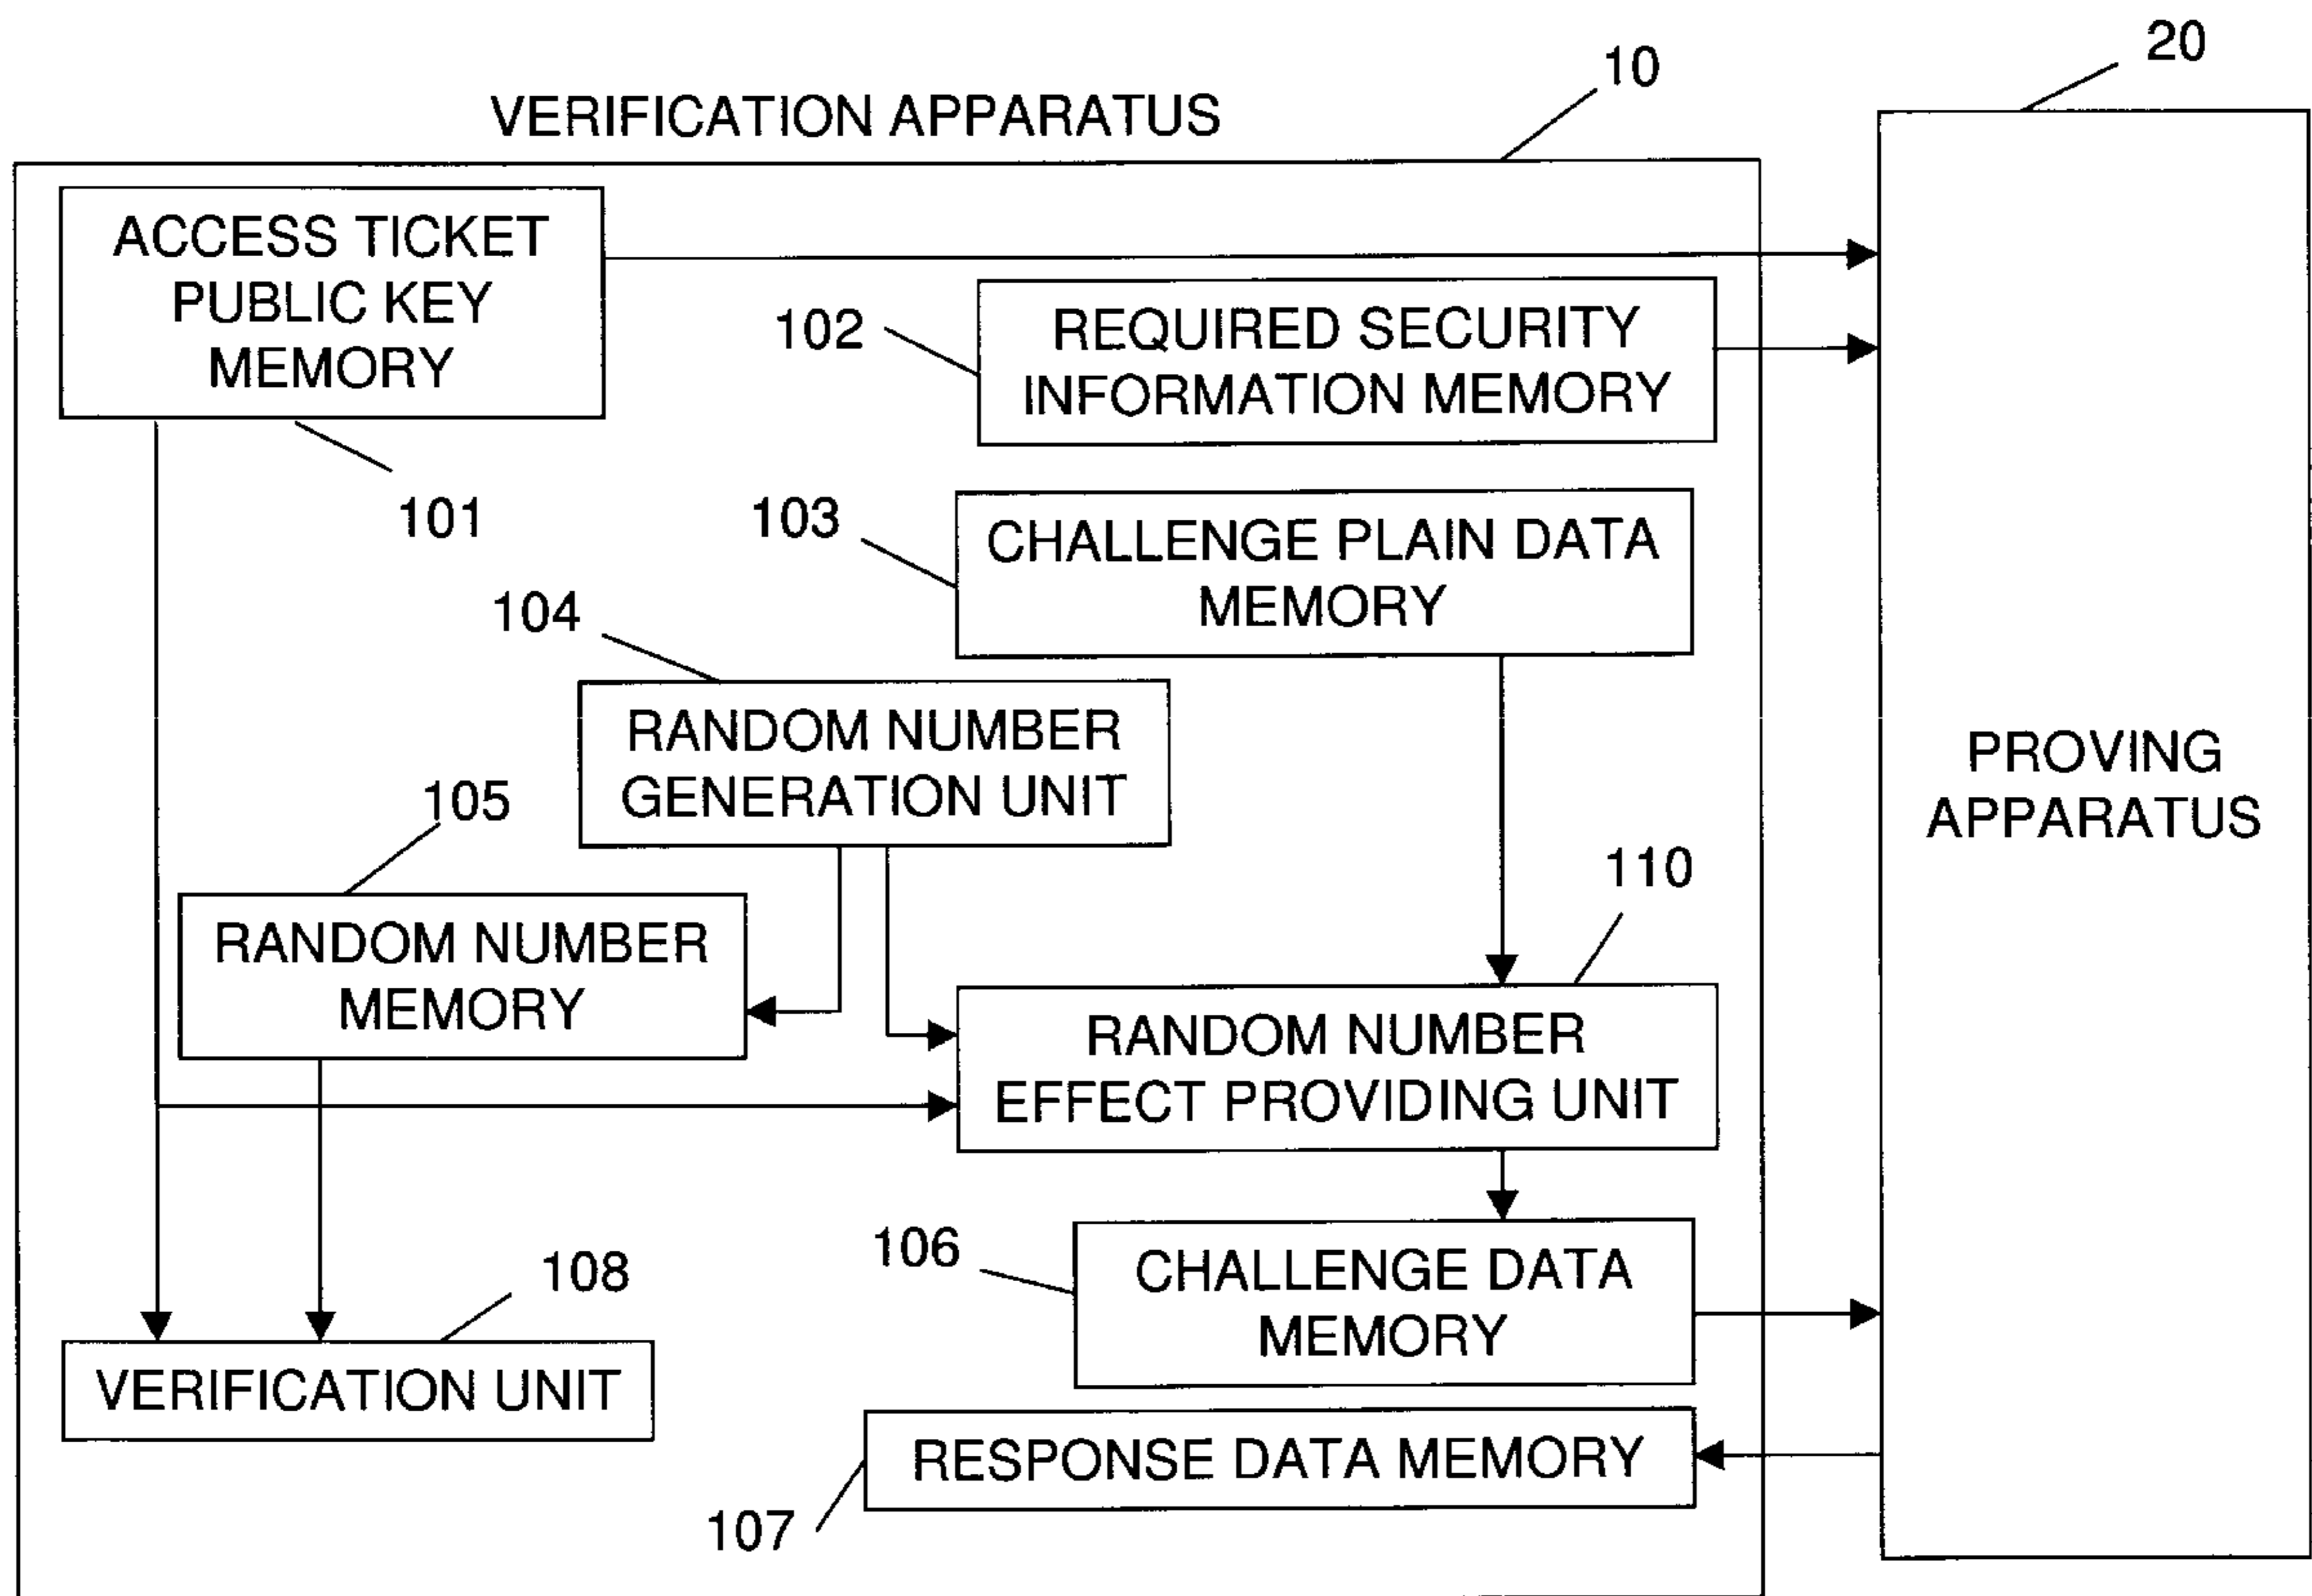 20
10
VERIFICATION APPARATUS
ACCESS TICKET
PUBLIC KEY
MEMORY
102
REQUIRED SECURITY
INFORMATION MEMORY
101
103
CHALLENGE PLAIN DATA
MEMORY
104
RANDOM NUMBER
GENERATION UNIT
PROVING
APPARATUS
105
110
RANDOM NUMBER
MEMORY
RANDOM NUMBER
EFFECT PROVIDING UNIT
106
CHALLENGE DATA
MEMORY
108
VERIFICATION UNIT
RESPONSE DATA MEMORY
107